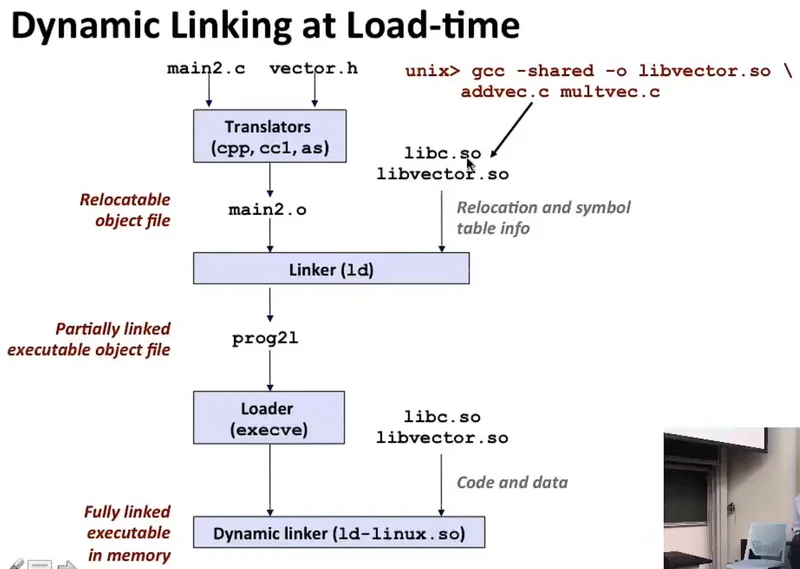 Dynamic Linking at Load-time
main2.c vector.h
unix> gcc -shared -o libvector.so \
addvec.c multvec.c
Translators
(cpp, cc1, as)
libc.so
libvector.so
Relocatable
object file
main2.o
Relocation and symbol
table info
Linker (ld)
Partially linked
executable object file
prog2l
Loader
(execve)
libc.so
libvector.so
Code and data
Fully linked
executable
in memory
Dynamic linker (ld-linux.so)